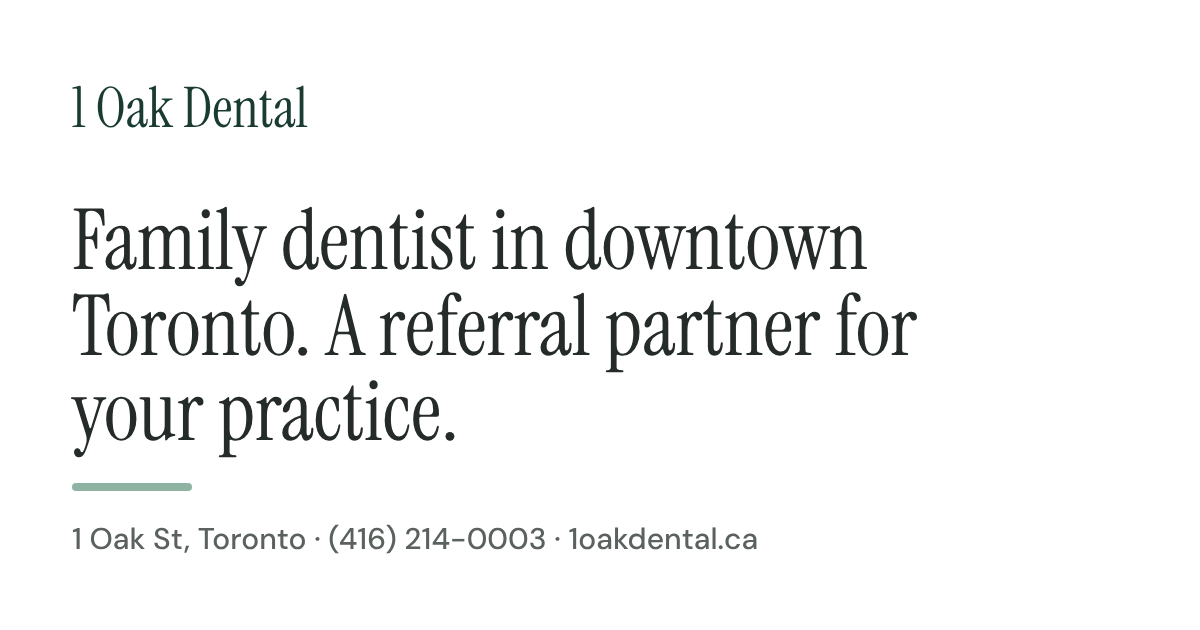 1 Oak Dental
Family dentist in downtown
Toronto. A referral partner for
your practice.
1 Oak St, Toronto · (416) 214-0003 · 1oakdental.ca